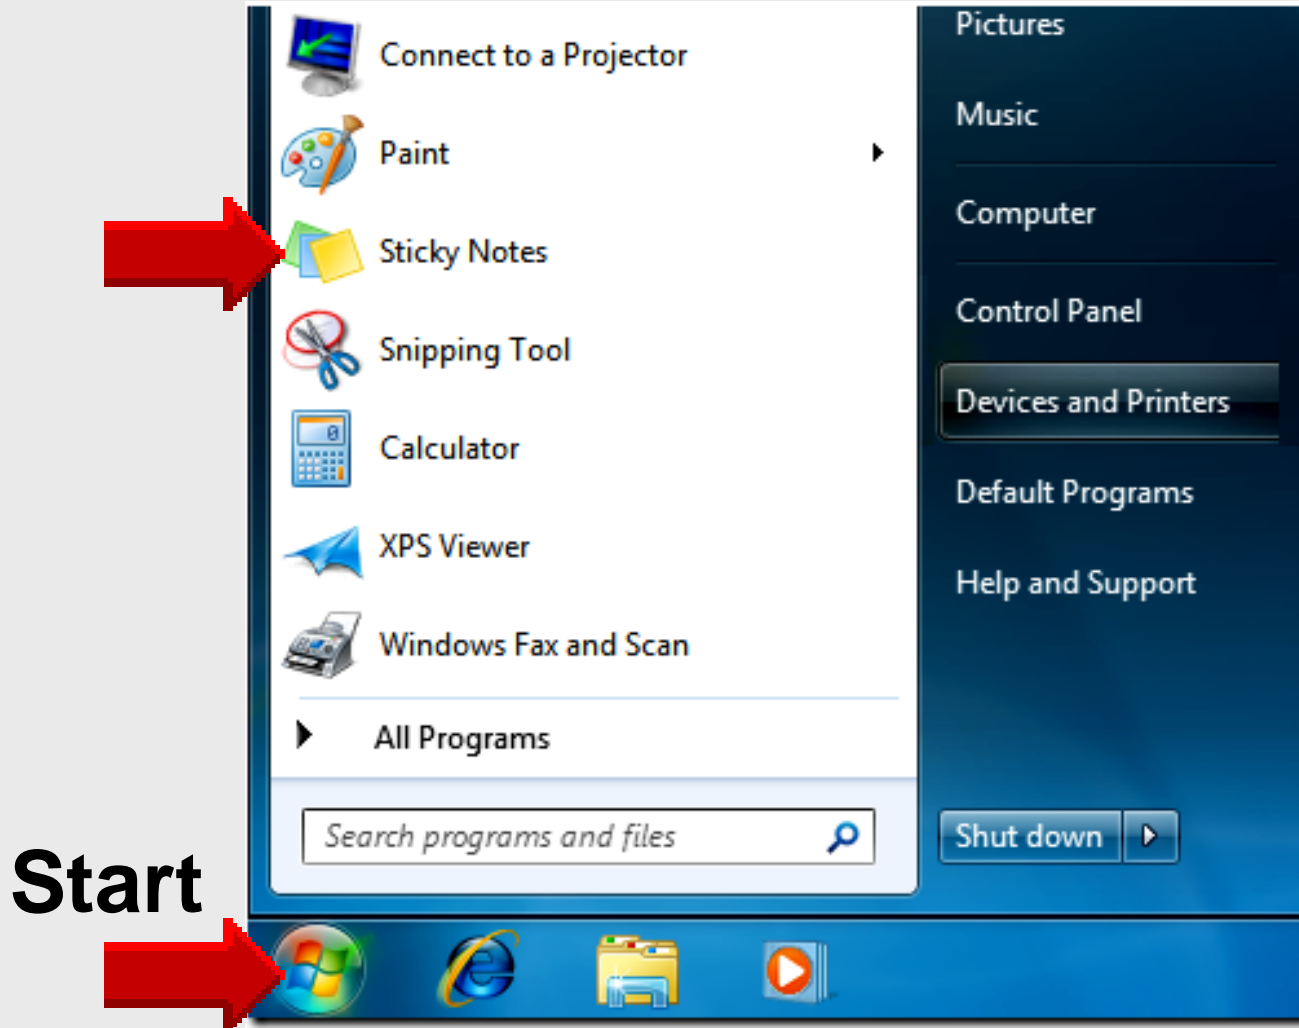 Connect to a Projector
Paint
Sticky Notes
Snipping Tool
Calculator
XPS Viewer
Windows Fax and Scan
All Programs
Search programs and files
Pictures
Music
Computer
Control Panel
Devices and Printers
Default Programs
Help and Support
Shut down
Start